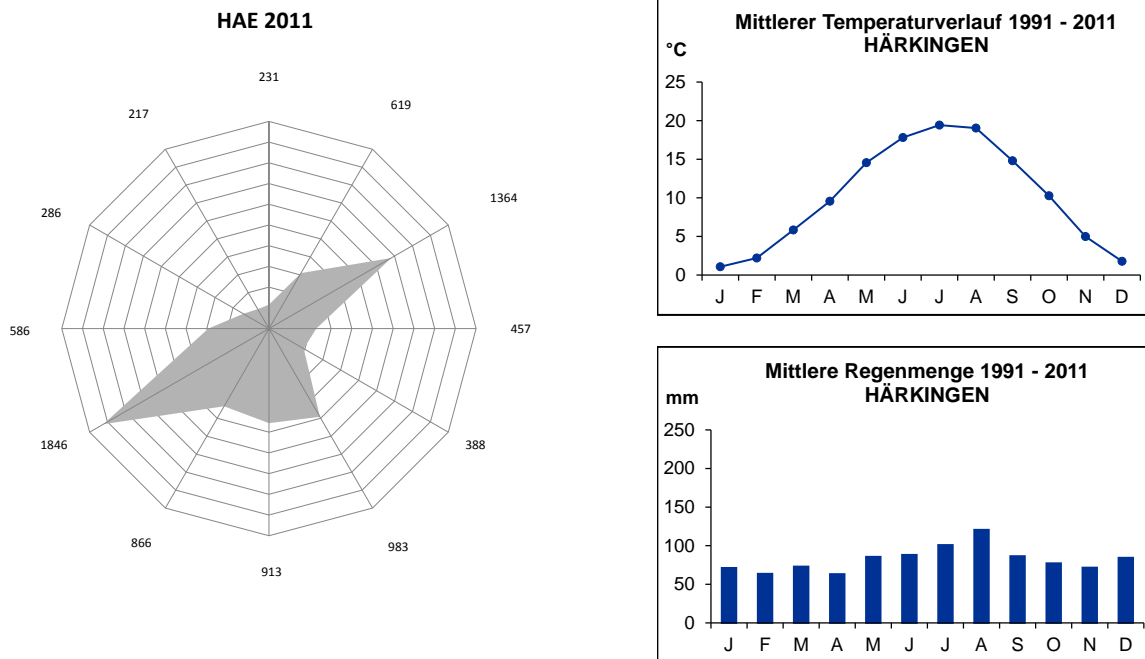 HAE 2011
231
619
1364
457
388
983
913
866
1846
586
286
217
Mittlerer Temperaturverlauf 1991 - 2011
HÄRKINGEN
°C
25
20
15
10
5
0
J F M A M J J A S O N D
Mittlere Regenmenge 1991 - 2011
HÄRKINGEN
mm
250
200
150
100
50
0
J F M A M J J A S O N D